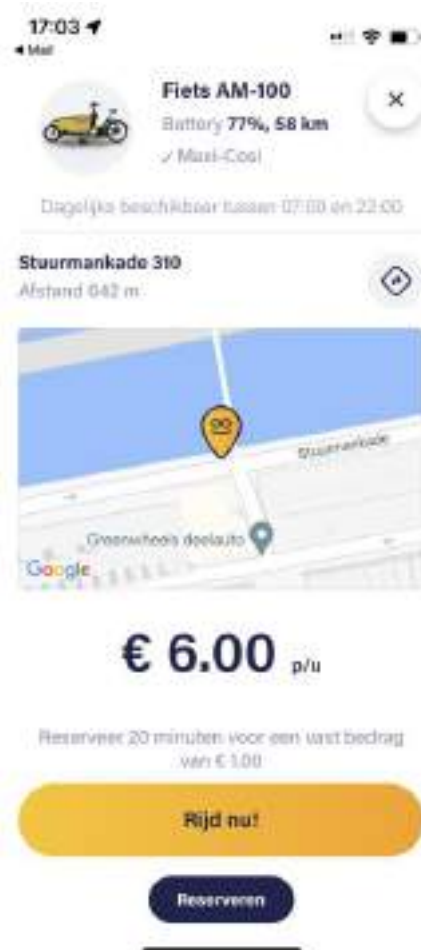 17:03
◀ Mail
Fiets AM-100
Battery 77%, 58 km
✓ Maxi-Cosi
Dagelijks beschikbaar tussen 07:00 en 22:00
Stuurmankade 310
Afstand 642 m
Stuurmankade
Greenwheels deelauto
Google
€ 6.00 p/u
Reserveer 20 minuten voor een vast bedrag
van € 1.00
Rijd nu!
Reserveren